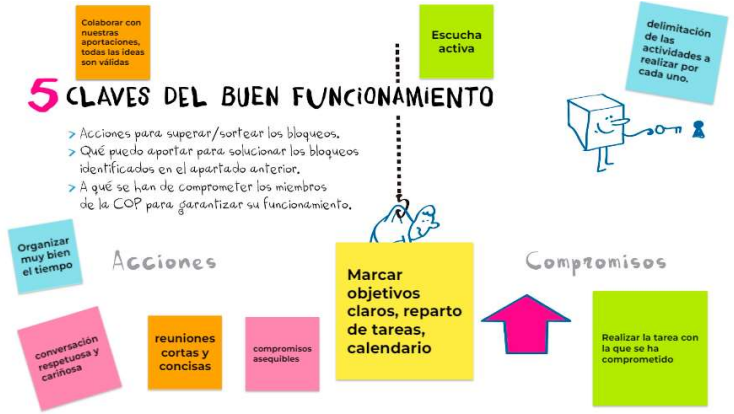 Colaborar con
nuestras
aportaciones,
todas las ideas
son válidas
Escucha
activa
delimitación
de las
actividades a
realizar por
cada uno.
5 CLAVES DEL BUEN FUNCIONAMIENTO
> Acciones para superar/sortear los bloqueos.
> Qué puedo aportar para solucionar los bloqueos
identificados en el apartado anterior.
> A qué se han de comprometer los miembros
de la COP para garantizar su funcionamiento.
Organizar
muy bien
el tiempo
Acciones
Compromisos
Marcar
objetivos
claros, reparto
de tareas,
calendario
conversación
respetuosa y
cariñosa
reuniones
cortas y
concisas
compromisos
asequibles
Realizar la tarea con
la que se ha
comprometido